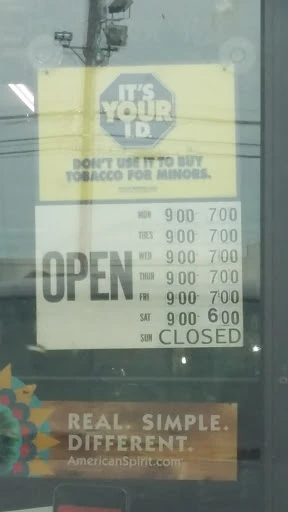 IT'S
YOUR
I.D.
DON'T USE IT TO BUY
TOBACCO FOR MINORS.
OPEN
MON 900- 700
TUES 900- 700
WED 900- 700
THUR 900- 700
FRI 900- 700
SAT 900- 600
SUN CLOSED
REAL. SIMPLE.
DIFFERENT.
AmericanSpirit.com